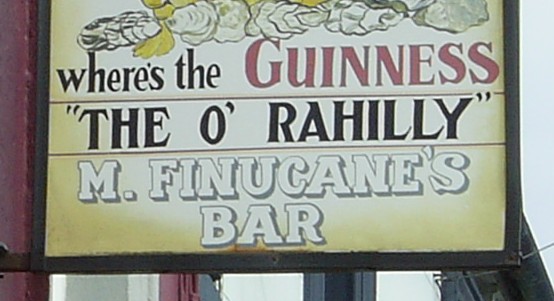 where's the GUINNESS
"THE O' RAHILLY"
M. FINUCANE'S
BAR